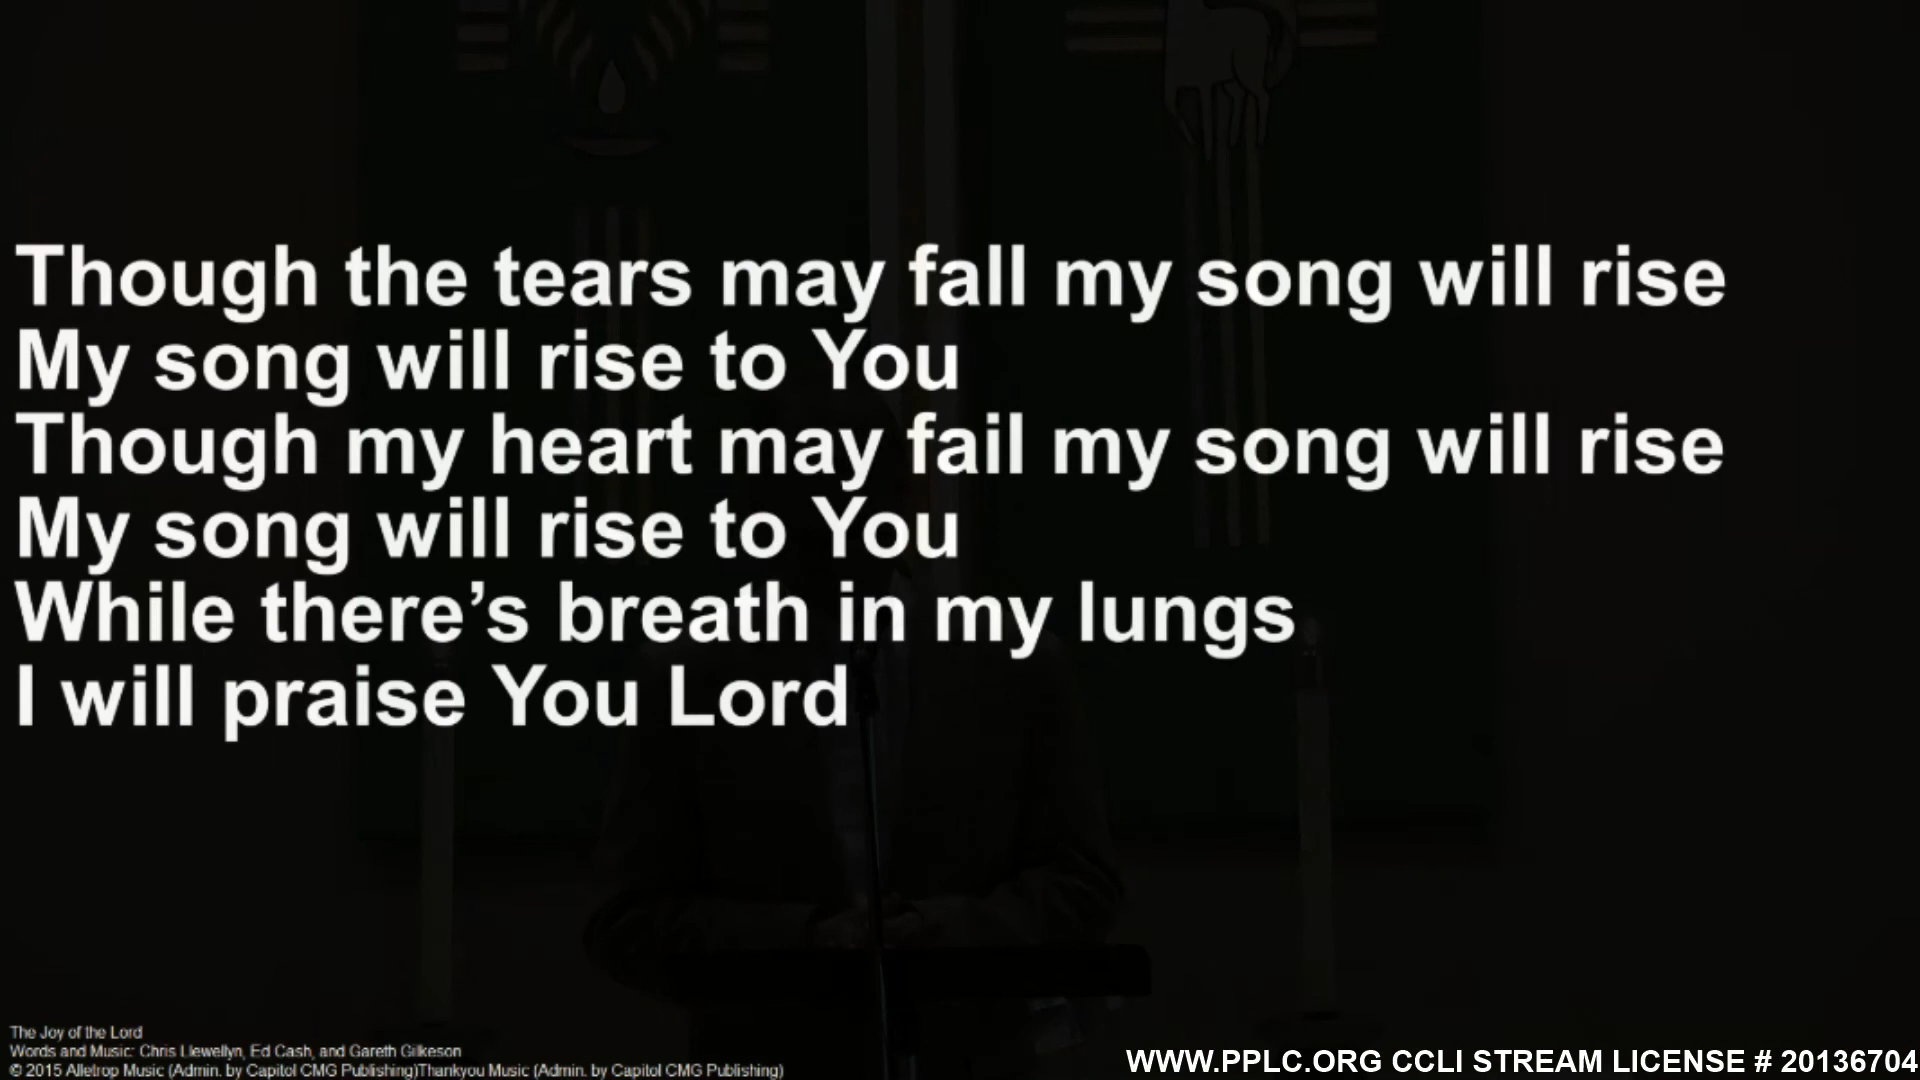 Though the tears may fall my song will rise
My song will rise to You
Though my heart may fail my song will rise
My song will rise to You
While there’s breath in my lungs
I will praise You Lord
The Joy of the Lord
Words and Music: Chris Llewellyn, Ed Cash, and Gareth Gilkeson
© 2015 Alletrop Music (Admin. by Capitol CMG Publishing)Thankyou Music (Admin. by Capitol CMG Publishing)
WWW.PPLC.ORG CCLI STREAM LICENSE # 20136704